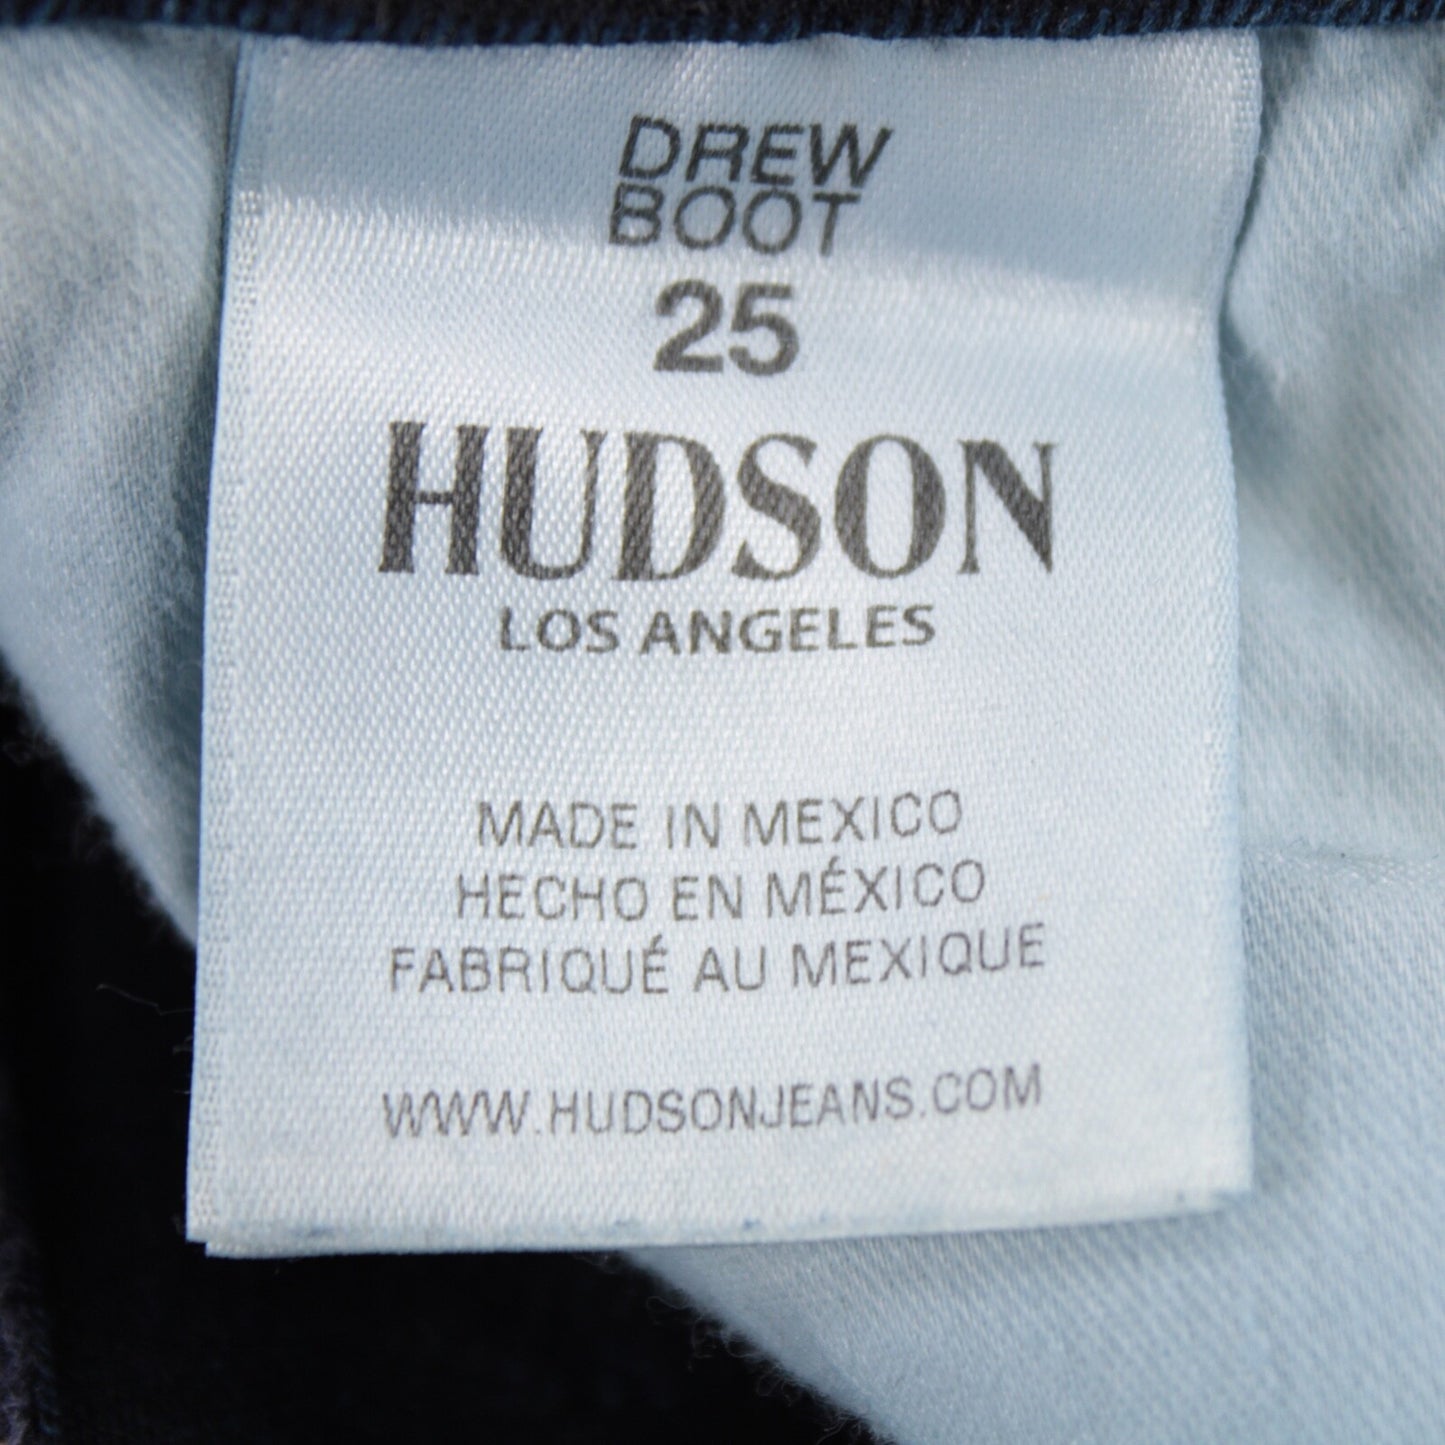 DREW
BOOT
25
HUDSON
LOS ANGELES
MADE IN MEXICO
HECHO EN MÉXICO
FABRIQUÉ AU MEXIQUE
WWW.HUDSONJEANS.COM